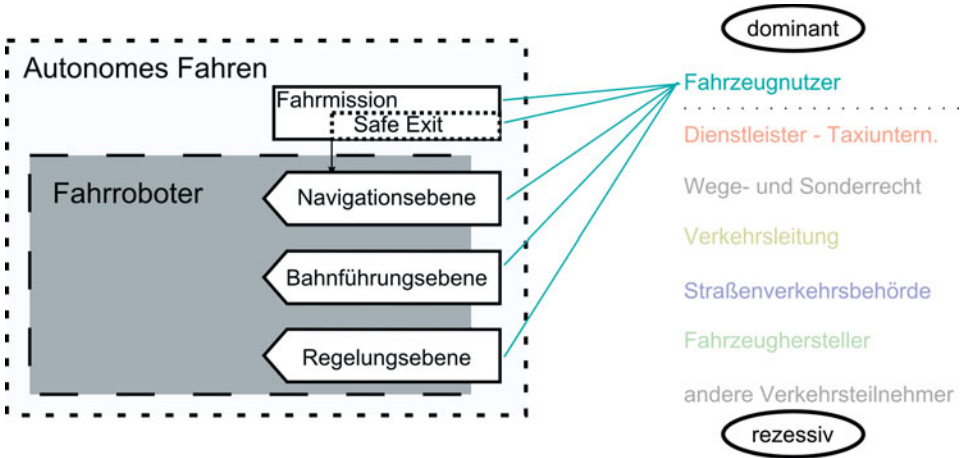 dominant
Autonomes Fahren
Fahrzeugnutzer
Fahrmission
Safe Exit
Dienstleister - Taxiuntern.
Fahrroboter
Navigationsebene
Wege- und Sonderrecht
Verkehrsleitung
Bahnführungsebene
Straßenverkehrsbehörde
Fahrzeughersteller
Regelungsebene
andere Verkehrsteilnehmer
rezessiv